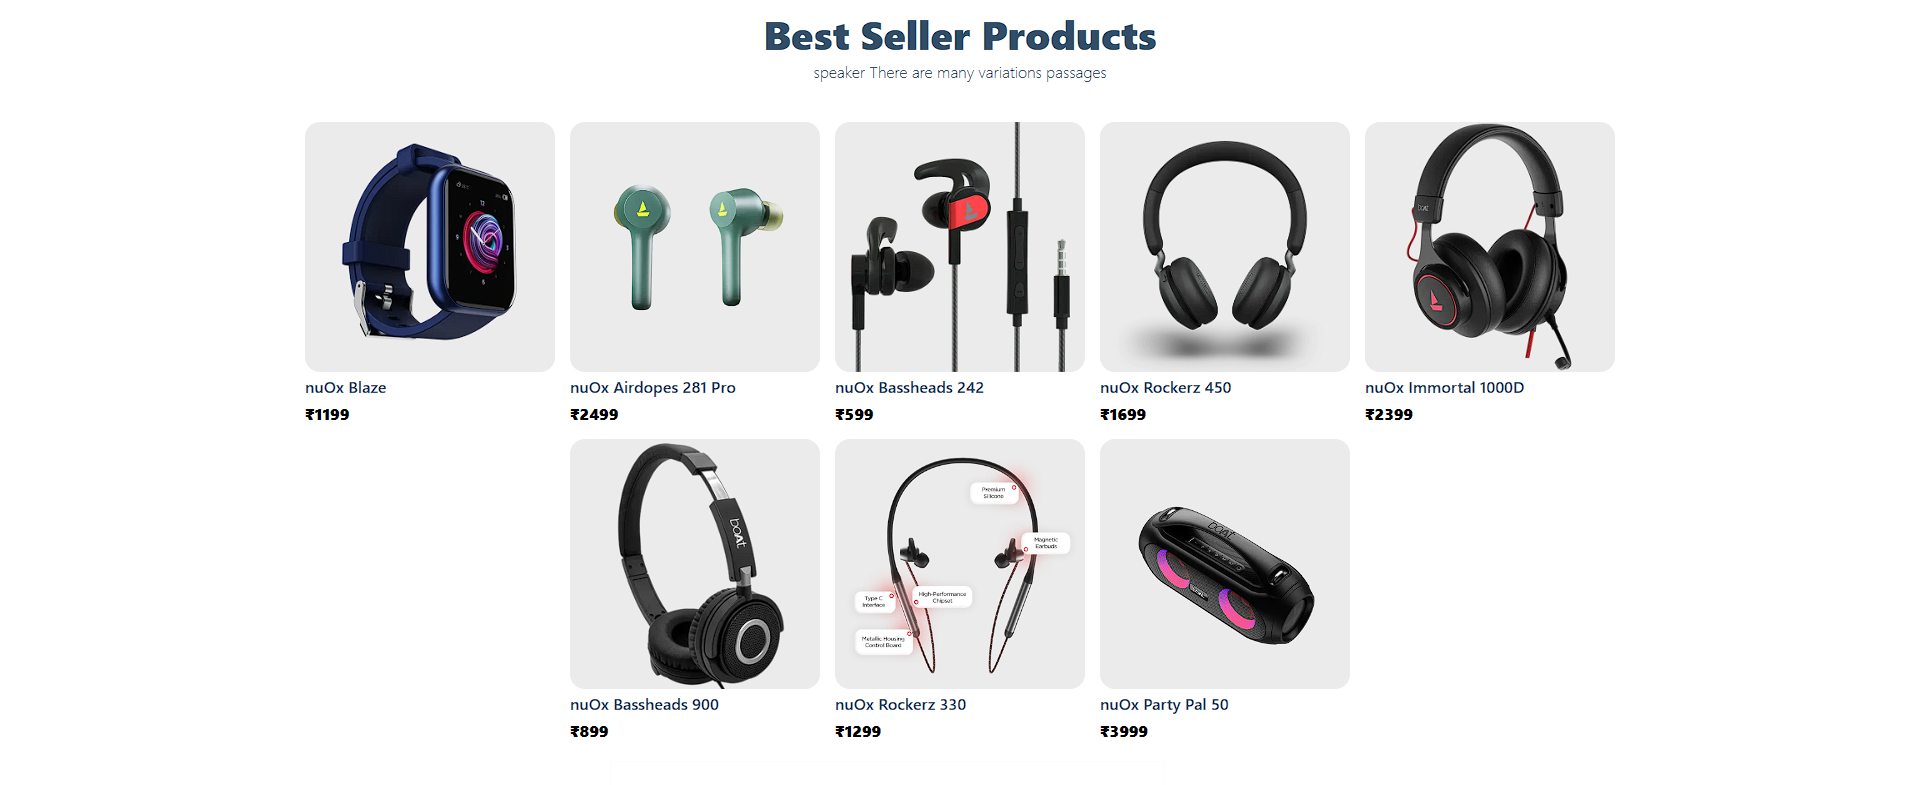 Best Seller Products
speaker There are many variations passages
boAt
nuOx Blaze
₹1199
nuOx Airdopes 281 Pro
₹2499
nuOx Bassheads 242
₹599
nuOx Rockerz 450
₹1699
nuOx Immortal 1000D
₹2399
boAt
Premium
Silicone
Magnetic
Earbuds
Type C
Interface
High-Performance
Chipset
Metallic Housing
Control Board
boAt
nuOx Bassheads 900
₹899
nuOx Rockerz 330
₹1299
nuOx Party Pal 50
₹3999